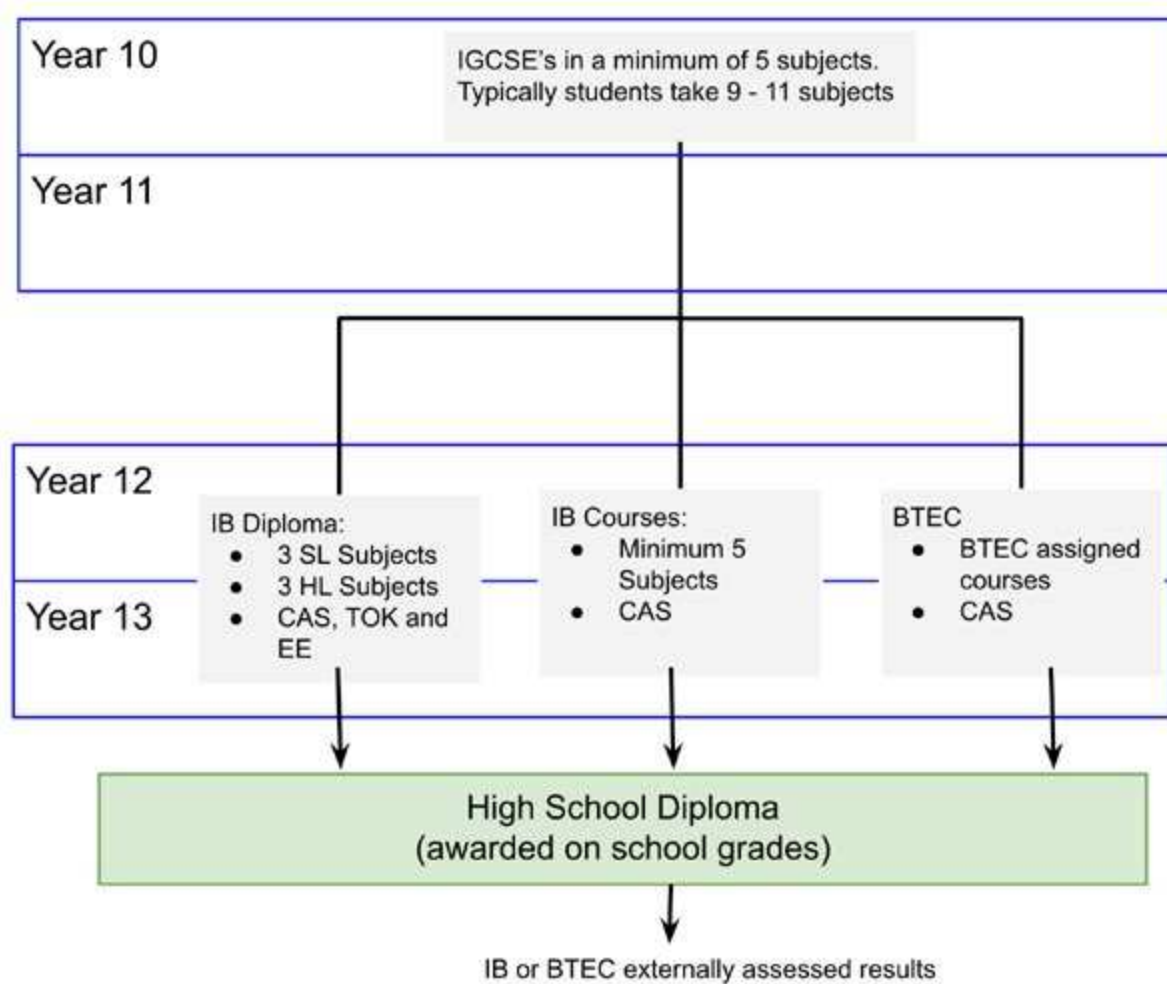 Year 10
IGCSE's in a minimum of 5 subjects.
Typically students take 9 - 11 subjects
Year 11
Year 12
IB Diploma:
● 3 SL Subjects
● 3 HL Subjects
● CAS, TOK and
EE
IB Courses:
● Minimum 5
Subjects
● CAS
BTEC
● BTEC assigned
courses
● CAS
Year 13
High School Diploma
(awarded on school grades)
IB or BTEC externally assessed results